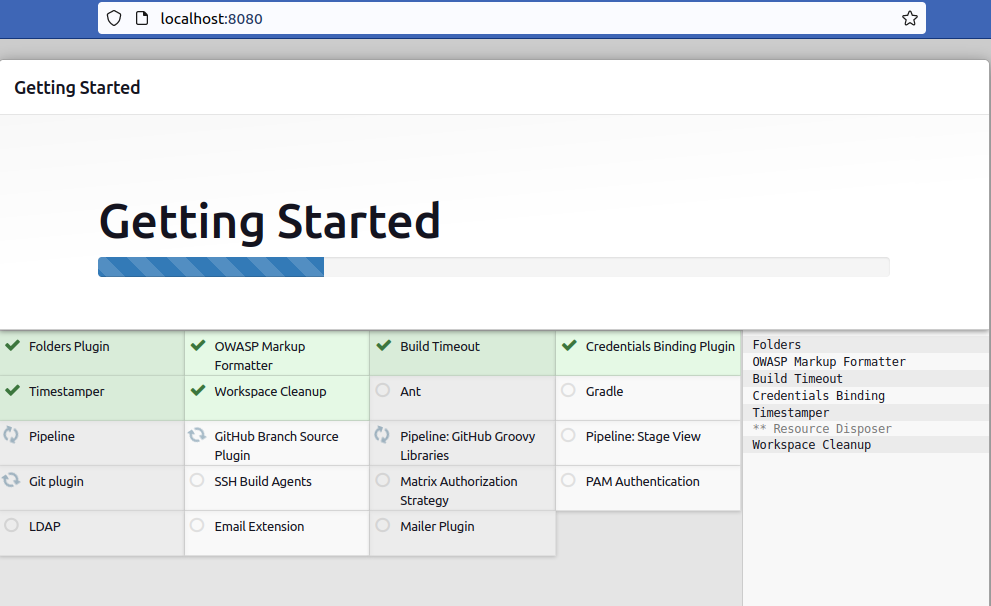 localhost:8080
Getting Started
Getting Started
Folders Plugin
OWASP Markup
Formatter
Build Timeout
Credentials Binding Plugin
Timestamper
Workspace Cleanup
Ant
Gradle
Pipeline
GitHub Branch Source
Plugin
Pipeline: GitHub Groovy
Libraries
Pipeline: Stage View
Git plugin
SSH Build Agents
Matrix Authorization
Strategy
PAM Authentication
LDAP
Email Extension
Mailer Plugin
Folders
OWASP Markup Formatter
Build Timeout
Credentials Binding
Timestamper
** Resource Disposer
Workspace Cleanup